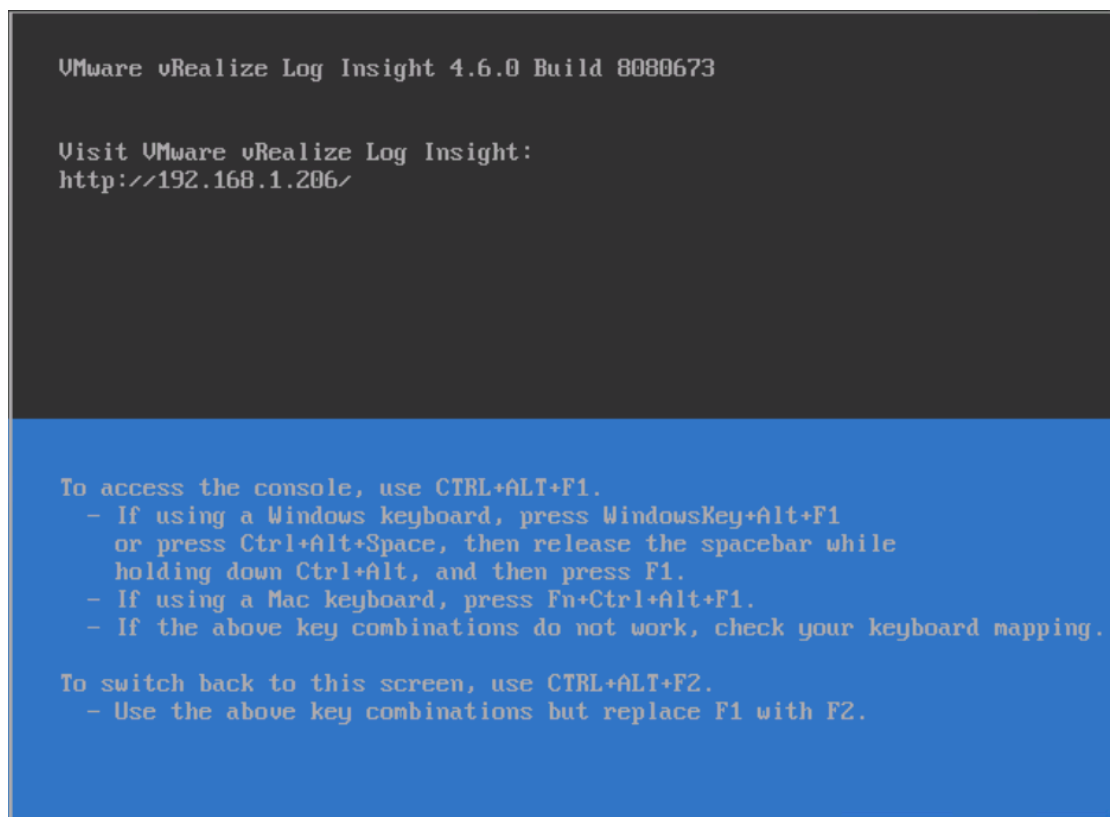 VMware vRealize Log Insight 4.6.0 Build 8080673
Visit VMware vRealize Log Insight:
http://192.168.1.206/
To access the console, use CTRL+ALT+F1.
- If using a Windows keyboard, press WindowsKey+Alt+F1
or press Ctrl+Alt+Space, then release the spacebar while
holding down Ctrl+Alt, and then press F1.
- If using a Mac keyboard, press Fn+Ctrl+Alt+F1.
- If the above key combinations do not work, check your keyboard mapping.
To switch back to this screen, use CTRL+ALT+F2.
- Use the above key combinations but replace F1 with F2.